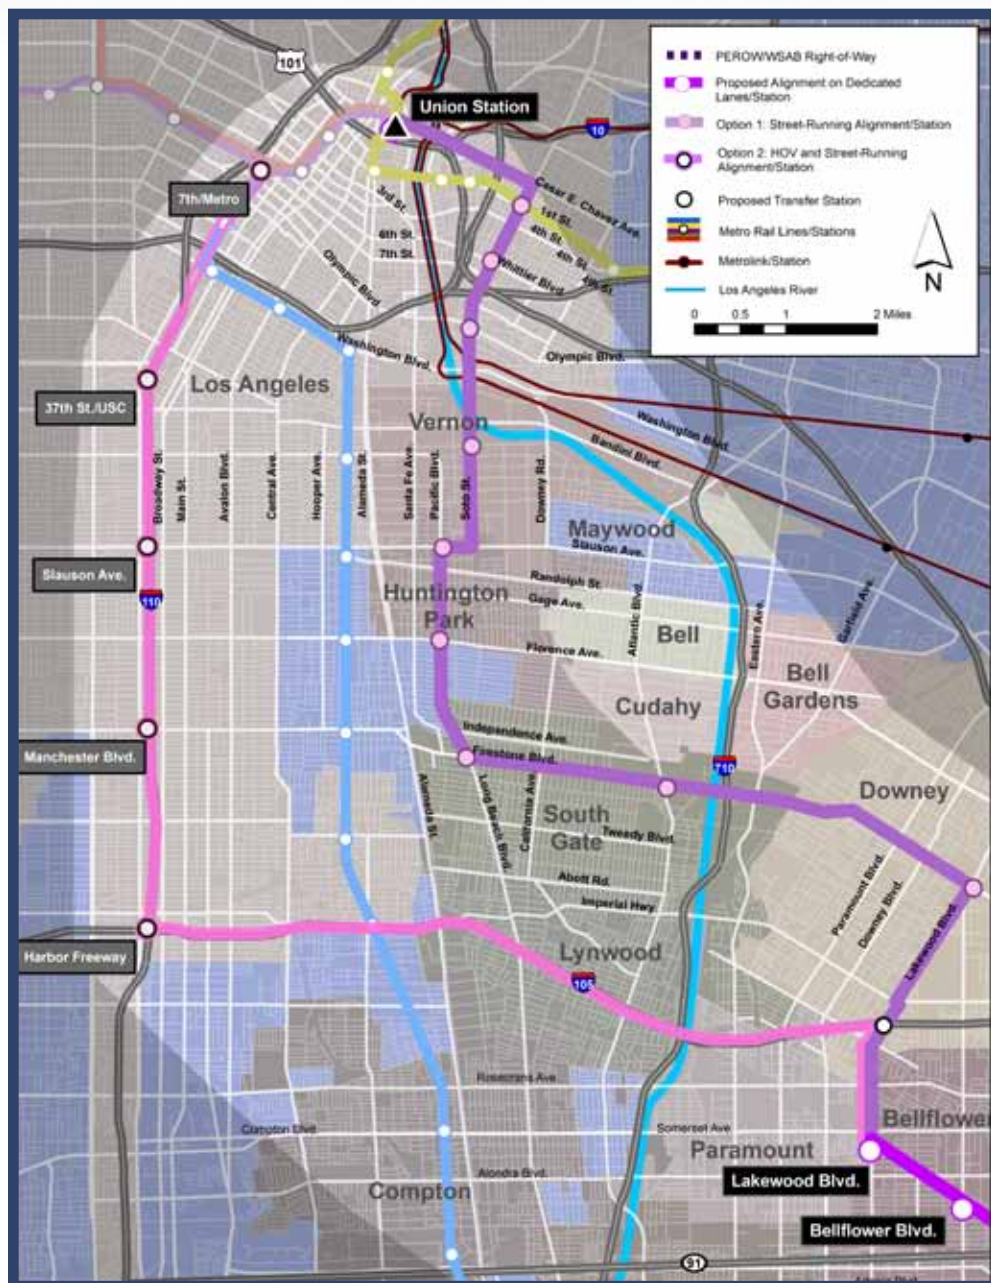 101
Union Station
10
PEROW/WSAB Right-of-Way
Proposed Alignment on Dedicated
Lanes/Station
Option 1: Street-Running Alignment/Station
Option 2: HOV and Street-Running
Alignment/Station
Proposed Transfer Station
Metro Rail Lines/Stations
Metrolink/Station
Los Angeles River
0 0.5 1 2 Miles
N
7th/Metro
3rd St.
6th St.
7th St.
Olympic Blvd.
Cesar E. Chavez Ave.
1st St.
4th St.
4th St.
Whittier Blvd.
Washington Blvd.
Olympic Blvd.
Los Angeles
37th St./USC
Vernon
Washington Blvd.
Bandini Blvd.
Broadway St.
Main St.
Avalon Blvd.
Central Ave.
Hooper Ave.
Alameda St.
Santa Fe Ave
Pacific Blvd.
Soto St.
Downey Rd.
Maywood
Slauson Ave.
Slauson Ave.
110
Randolph St.
Gage Ave.
Huntington
Park
Atlantic Blvd.
Bell
Eastern Ave.
Garfield Ave.
Florence Ave.
Bell
Gardens
Cudahy
Independence Ave.
Firestone Blvd.
Manchester Blvd.
710
Downey
Alameda St.
Long Beach Blvd.
California Ave.
South
Gate
Tweedy Blvd.
Abott Rd.
Imperial Hwy.
Paramount Blvd.
Downey Blvd.
Lakewood Blvd.
Harbor Freeway
Lynwood
105
Rosecrans Ave
Compton Blvd.
Somerset Ave
Bellflower
Paramount
Alondra Blvd.
Compton
Lakewood Blvd.
Bellflower Blvd.
91